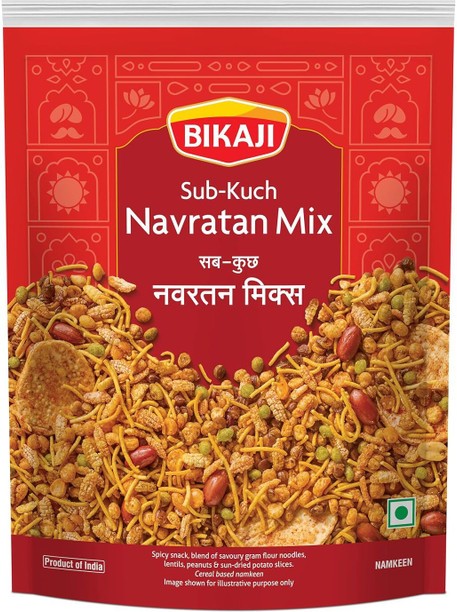 BIKAJI
Sub-Kuch
Navratan Mix
सब-कुछ
नवरतन मिक्स
Product of India
Spicy snack, blend of savoury gram flour noodles,
lentils, peanuts & sun-dried potato slices.
Cereal based namkeen
Image shown for illustrative purpose only
NAMKEEN